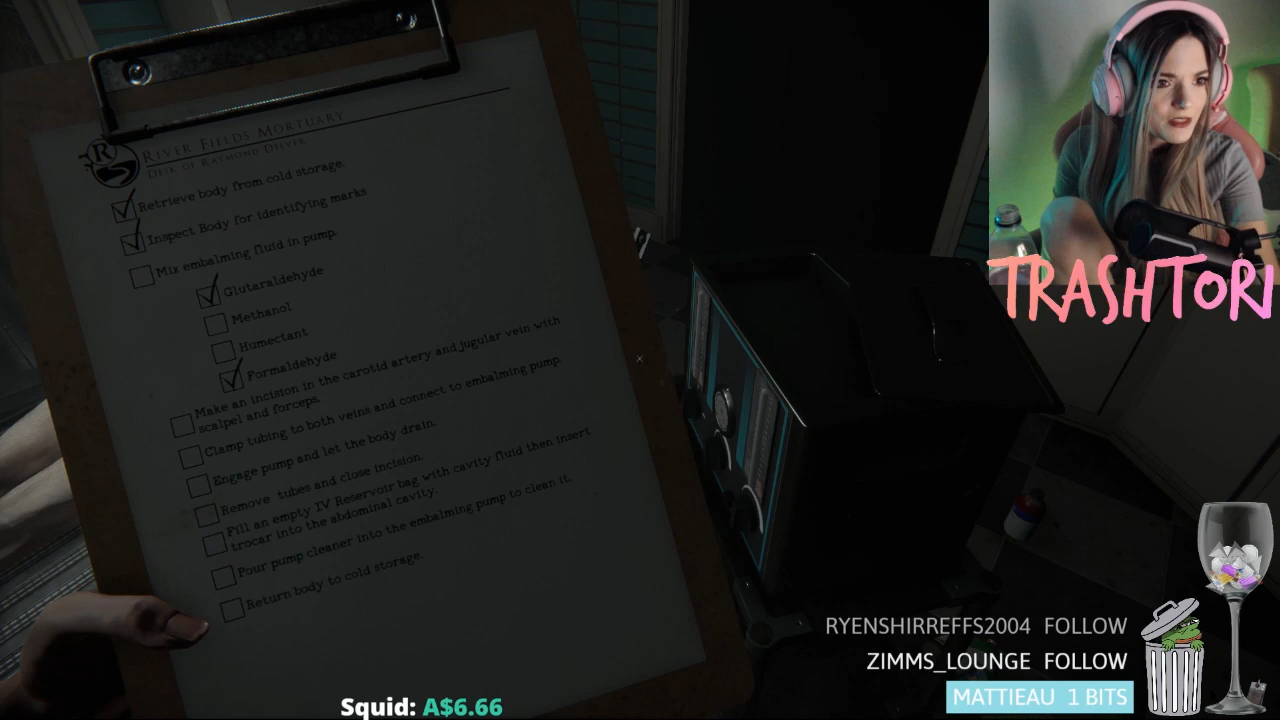 RIVER FIELDS MORTUARY
DESK OF RAYMOND DELVER
Retrieve body from cold storage.
Inspect Body for identifying marks
Mix embalming fluid in pump.
Glutaraldehyde
Methanol
Humectant
Formaldehyde
Make an incision in the carotid artery and jugular vein with
scalpel and forceps.
Clamp tubing to both veins and connect to embalming pump.
Engage pump and let the body drain.
Remove tubes and close incision.
Fill an empty IV Reservoir bag with cavity fluid then insert
trocar into the abdominal cavity.
Pour pump cleaner into the embalming pump to clean it.
Return body to cold storage.
TRASHTORI
RYENSHIRREFFS2004 FOLLOW
ZIMMS_LOUNGE FOLLOW
MATTIEAU 1 BITS
Squid: A$6.66